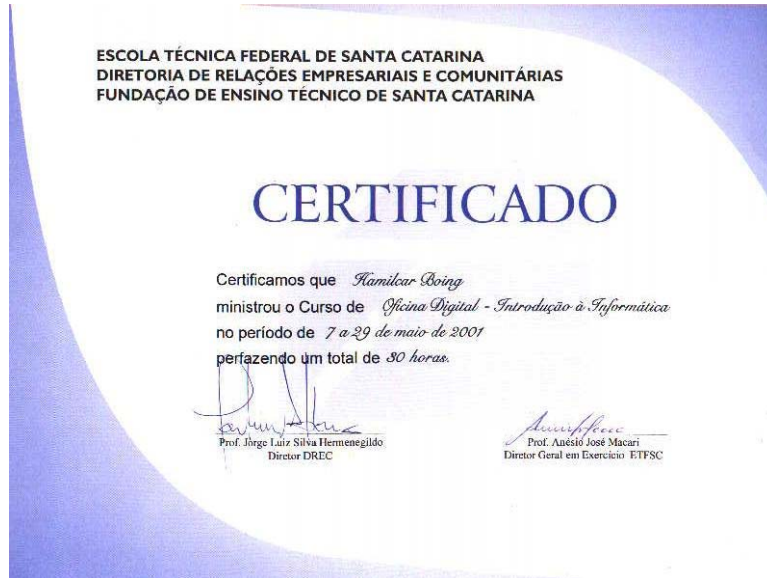 ESCOLA TÉCNICA FEDERAL DE SANTA CATARINA
DIRETORIA DE RELAÇÕES EMPRESARIAIS E COMUNITÁRIAS
FUNDAÇÃO DE ENSINO TÉCNICO DE SANTA CATARINA
CERTIFICADO
Certificamos que Hamilcar Boing
ministrou o Curso de Oficina Digital - Introdução à Informática
no período de 7 a 29 de maio de 2001
perfazendo um total de 30 horas.
Prof. Jorge Luiz Silva Hermenegildo
Diretor DREC
Prof. Anésio José Macari
Diretor Geral em Exercício ETFSC